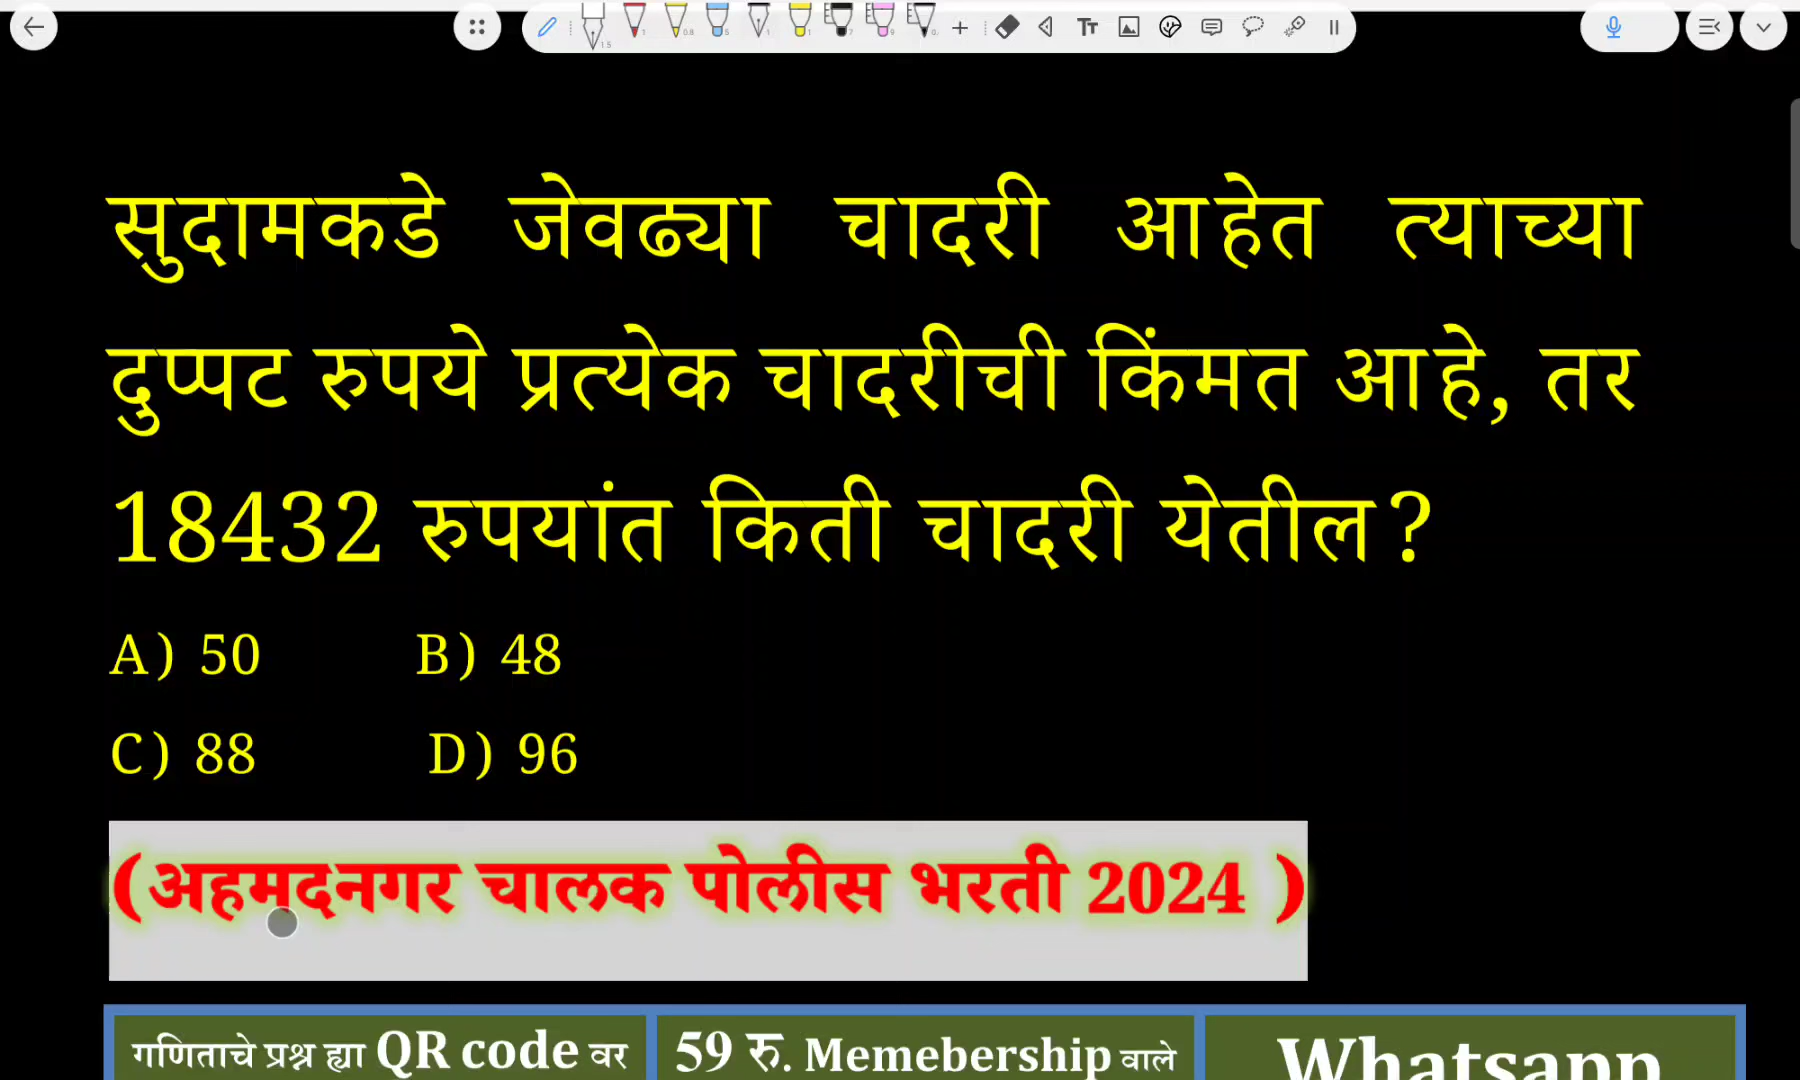 सुदामकडे जेवढ्या चादरी आहेत त्याच्या
दुप्पट रुपये प्रत्येक चादरीची किंमत आहे, तर
18432 रुपयांत किती चादरी येतील?
A) 50 B) 48
C) 88 D) 96
(अहमदनगर चालक पोलीस भरती 2024 )
गणिताचे प्रश्न ह्या QR code वर
59 रु. Memebership वाले
Whatsapp